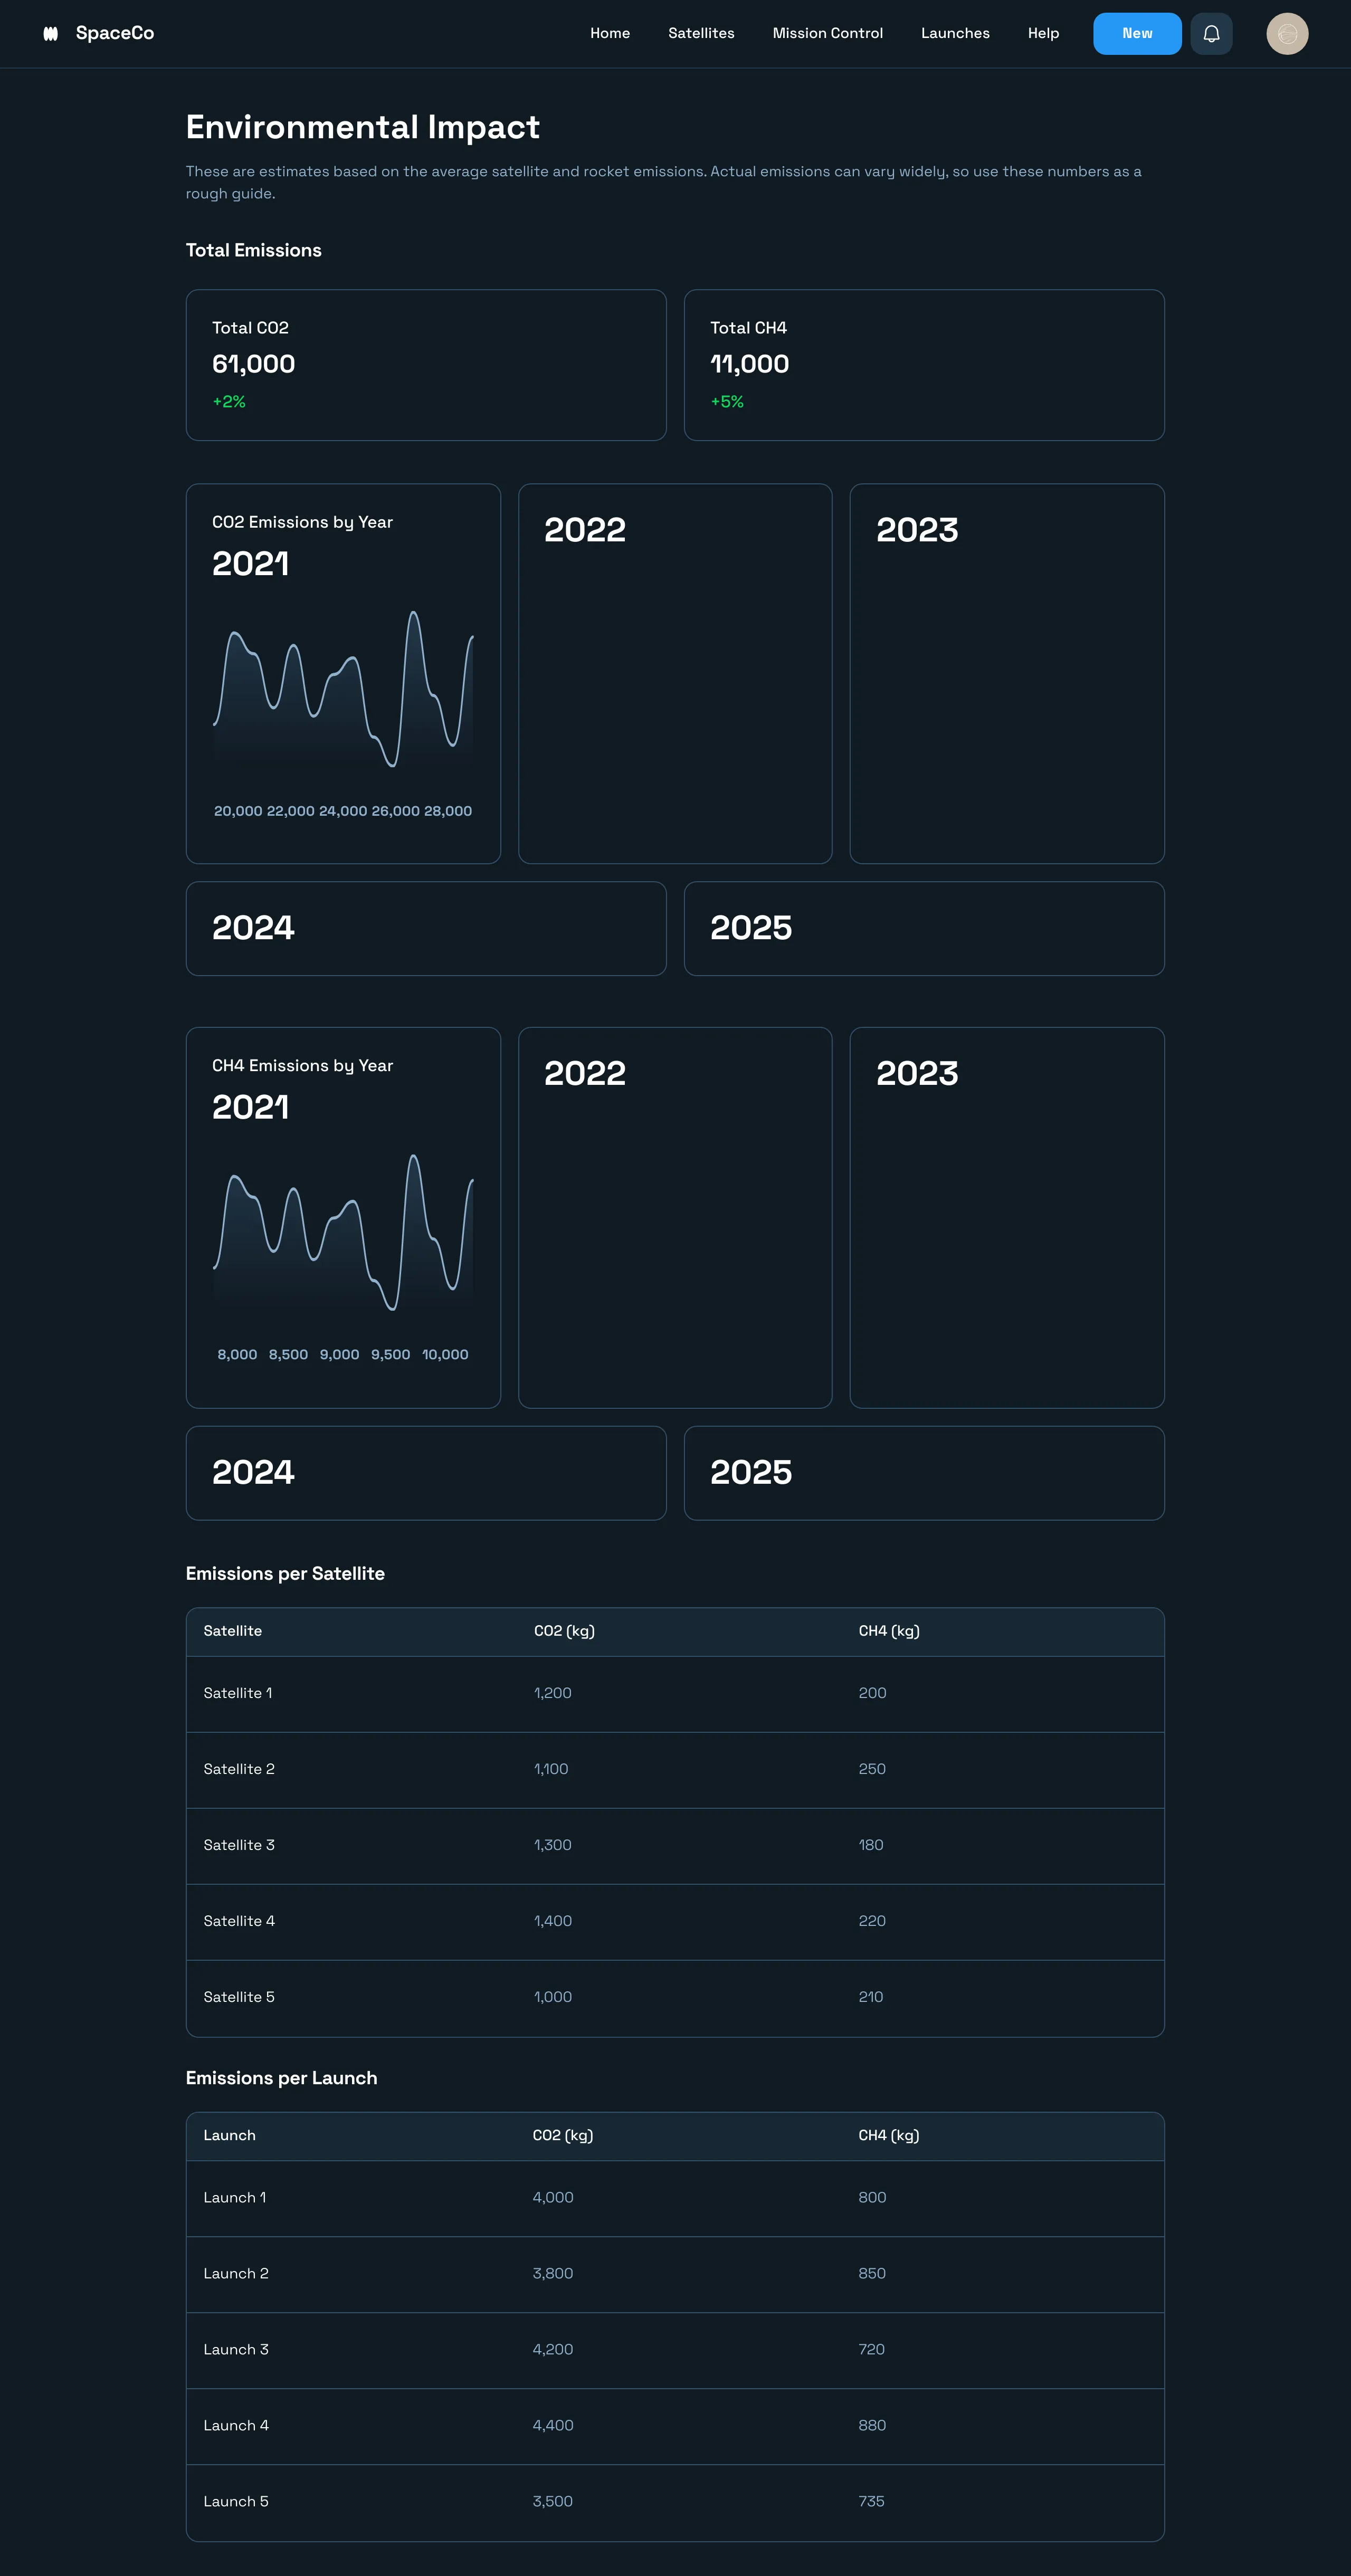 SpaceCo
Home Satellites Mission Control Launches Help New
Environmental Impact
These are estimates based on the average satellite and rocket emissions. Actual emissions can vary widely, so use these numbers as a
rough guide.
Total Emissions
Total CO2
61,000
+2%
Total CH4
11,000
+5%
CO2 Emissions by Year
2021
20,000 22,000 24,000 26,000 28,000
2022
2023
2024
2025
CH4 Emissions by Year
2021
8,000 8,500 9,000 9,500 10,000
2022
2023
2024
2025
Emissions per Satellite
Satellite CO2 (kg) CH4 (kg)
Satellite 1 1,200 200
Satellite 2 1,100 250
Satellite 3 1,300 180
Satellite 4 1,400 220
Satellite 5 1,000 210
Emissions per Launch
Launch CO2 (kg) CH4 (kg)
Launch 1 4,000 800
Launch 2 3,800 850
Launch 3 4,200 720
Launch 4 4,400 880
Launch 5 3,500 735